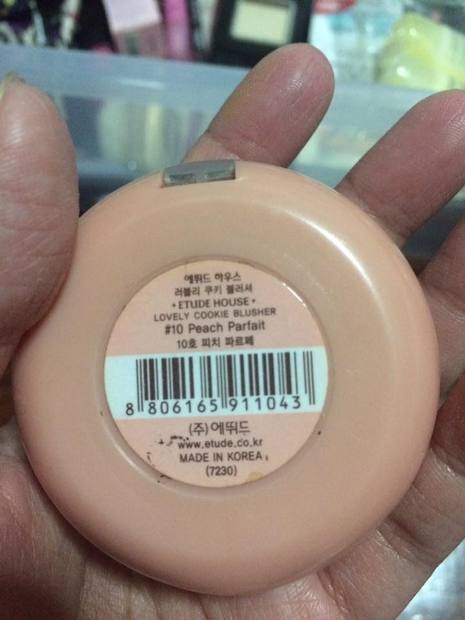 에뛰드 하우스
러블리 쿠키 블러셔
• ETUDE HOUSE •
LOVELY COOKIE BLUSHER
#10 Peach Parfait
10호 피치 파르페
8 806165 911043
(주) 에뛰드
www.etude.co.kr
MADE IN KOREA
(7230)